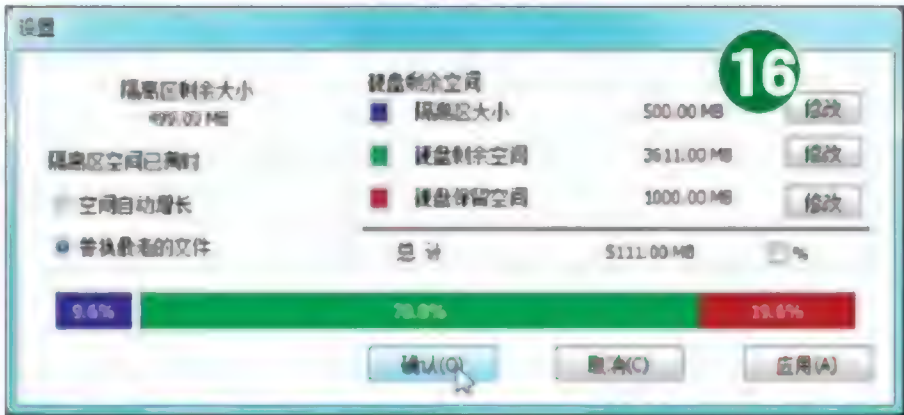 设置
16
隔离区剩余大小
499.02 MB
隔离区空间已满时
空间自动增长
替换最老的文件
硬盘剩余空间
隔离区大小 500.00 MB 修改
硬盘剩余空间 3611.00 MB 修改
硬盘保留空间 1000.00 MB 修改
总计 5111.00 MB %
9.6% 70.8% 19.6%
确认(O) 取消(C) 应用(A)